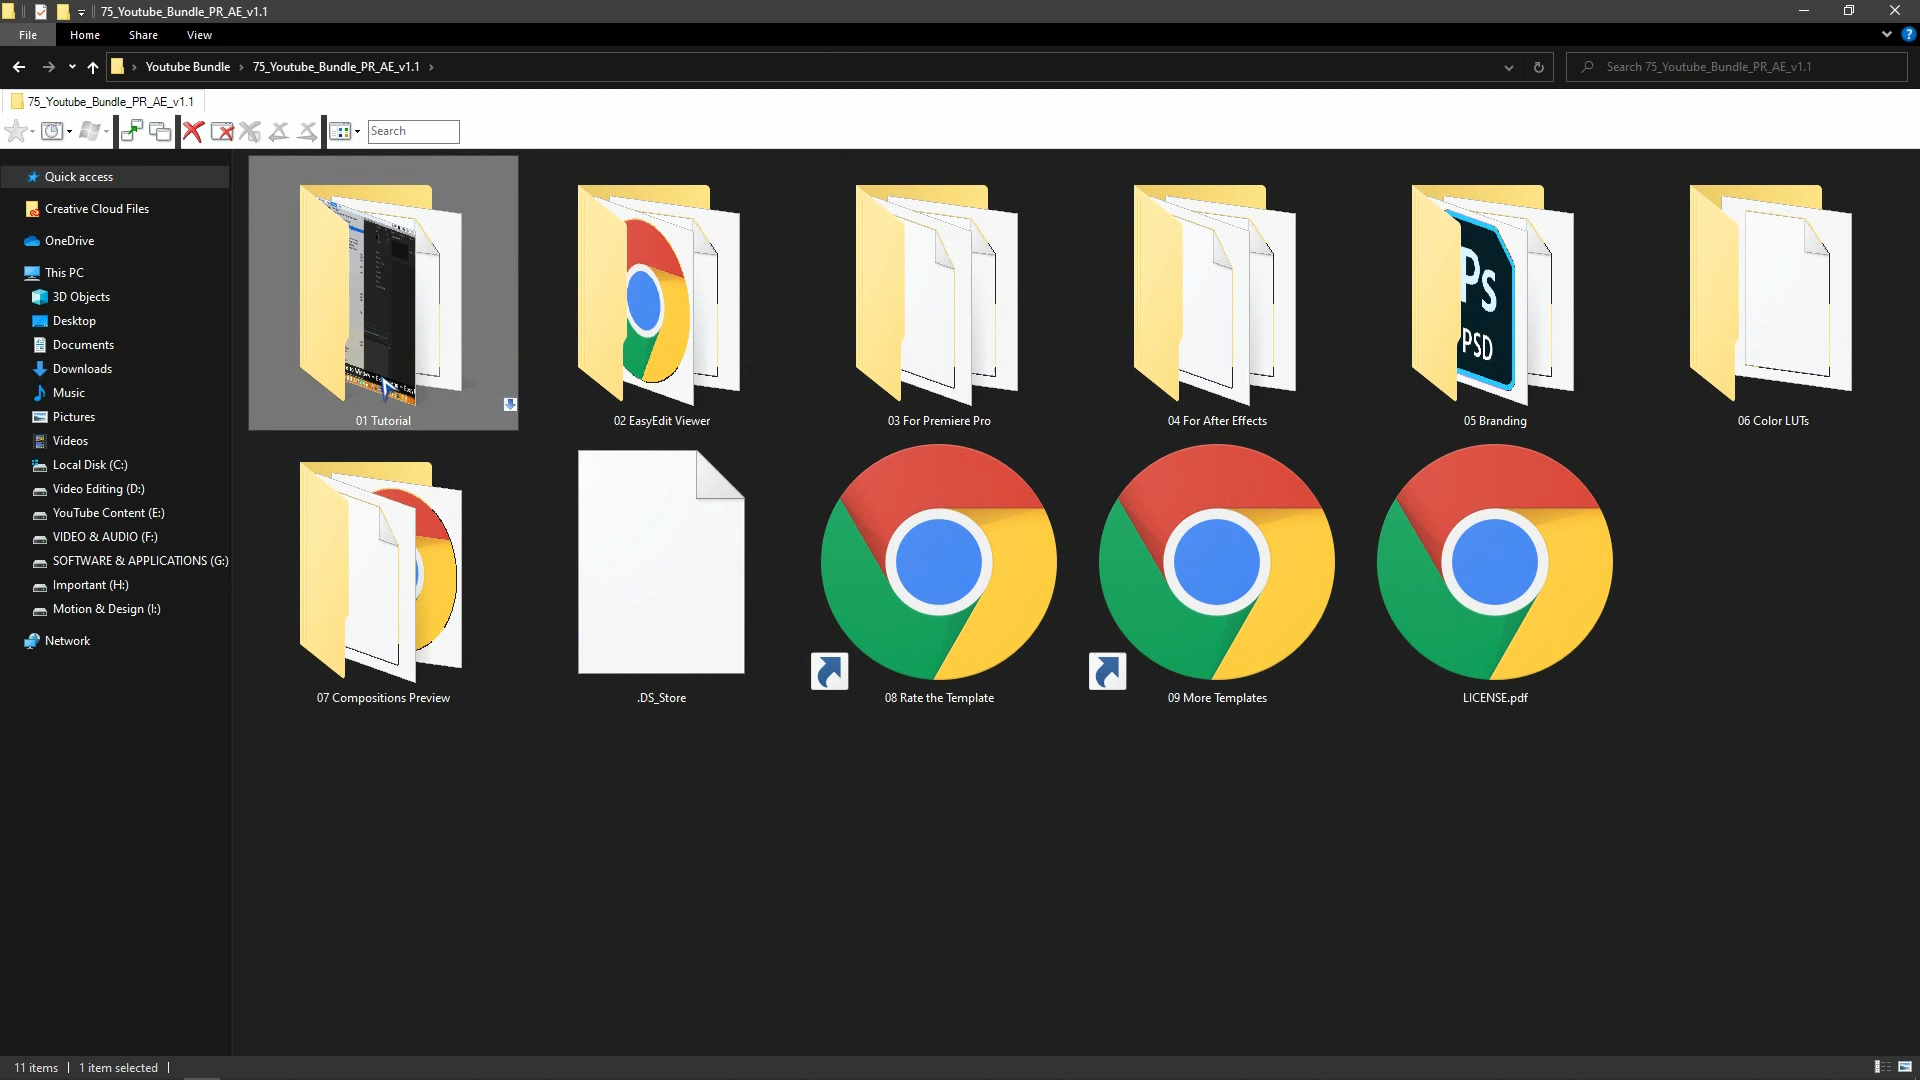 75_Youtube_Bundle_PR_AE_v1.1
File Home Share View
Youtube Bundle 75_Youtube_Bundle_PR_AE_v1.1 Search 75_Youtube_Bundle_PR_AE_v1.1
75_Youtube_Bundle_PR_AE_v1.1
Search
Quick access
Creative Cloud Files
OneDrive
This PC
3D Objects
Desktop
Documents
Downloads
Music
Pictures
Videos
Local Disk (C:)
Video Editing (D:)
YouTube Content (E:)
VIDEO & AUDIO (F:)
SOFTWARE & APPLICATIONS (G:)
Important (H:)
Motion & Design (I:)
Network
Ps
PSD
01 Tutorial
02 EasyEdit Viewer
03 For Premiere Pro
04 For After Effects
05 Branding
06 Color LUTs
07 Compositions Preview
.DS_Store
08 Rate the Template
09 More Templates
LICENSE.pdf
11 items 1 item selected